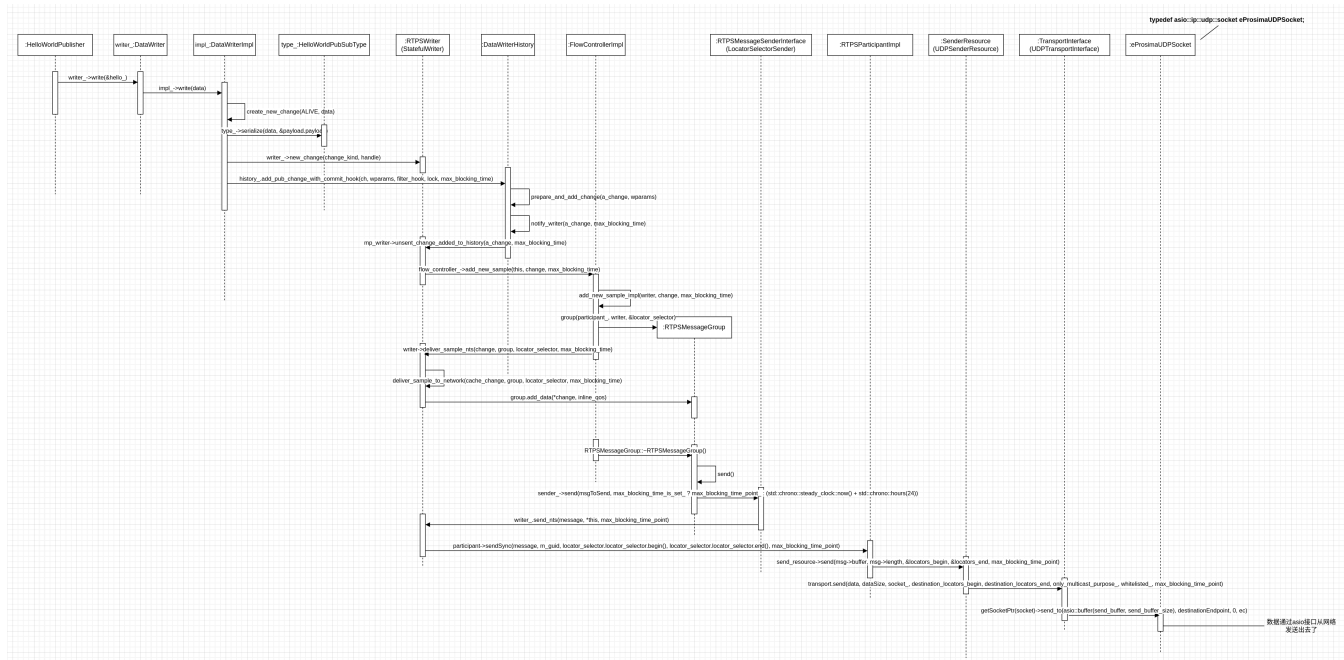 typedef asio::ip::udp::socket eProsimaUDPSocket;
:HelloWorldPublisher
writer_:DataWriter
impl_:DataWriterImpl
type_:HelloWorldPubSubType
:RTPSWriter
(StatefulWriter)
:DataWriterHistory
:FlowControllerImpl
:RTPSMessageSenderInterface
(LocatorSelectorSender)
:RTPSParticipantImpl
:SenderResource
(UDPSenderResource)
:TransportInterface
(UDPTransportInterface)
:eProsimaUDPSocket
writer_->write(&hello_)
impl_->write(data)
create_new_change(ALIVE, data)
type_->serialize(data, &payload.payload)
writer_->new_change(change_kind, handle)
history_.add_pub_change_with_commit_hook(ch, wparams, filter_hook, lock, max_blocking_time)
prepare_and_add_change(a_change, wparams)
notify_writer(a_change, max_blocking_time)
mp_writer->unsent_change_added_to_history(a_change, max_blocking_time)
flow_controller_->add_new_sample(this, change, max_blocking_time)
add_new_sample_impl(writer, change, max_blocking_time)
group(participant_, writer, &locator_selector)
:RTPSMessageGroup
writer->deliver_sample_nts(change, group, locator_selector, max_blocking_time)
deliver_sample_to_network(cache_change, group, locator_selector, max_blocking_time)
group.add_data(*change, inline_qos)
RTPSMessageGroup::~RTPSMessageGroup()
send()
sender_->send(msgToSend, max_blocking_time_is_set_ ? max_blocking_time_point_ : (std::chrono::steady_clock::now() + std::chrono::hours(24))
writer_.send_nts(message, *this, max_blocking_time_point)
participant->sendSync(message, m_guid, locator_selector.locator_selector.begin(), locator_selector.locator_selector.end(), max_blocking_time_point)
send_resource->send(msg->buffer, msg->length, &locators_begin, &locators_end, max_blocking_time_point)
transport.send(data, dataSize, socket_, destination_locators_begin, destination_locators_end, only_multicast_purpose_, whitelisted_, max_blocking_time_point)
getSocketPtr(socket)->send_to(asio::buffer(send_buffer, send_buffer_size), destinationEndpoint, 0, ec)
数据通过asio接口从网络
发送出去了